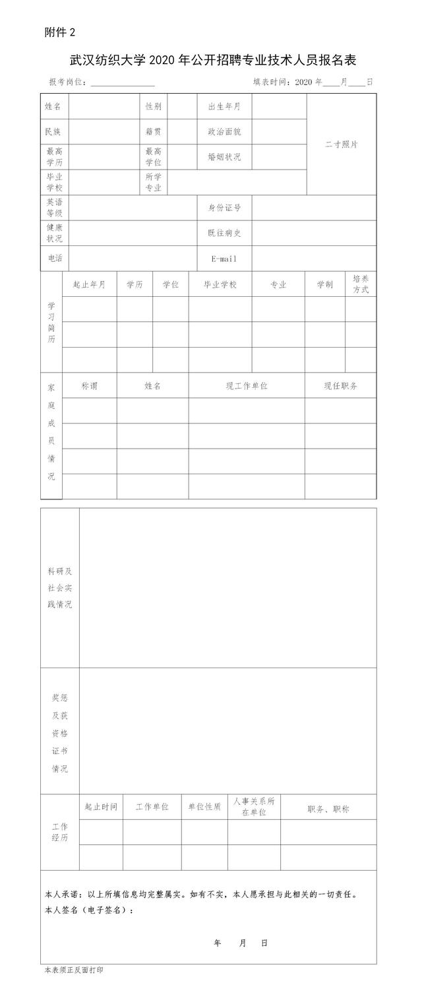 附件 2
武汉纺织大学 2020 年公开招聘专业技术人员报名表
报考岗位：______________ 填表时间：2020 年____月____日
姓名 性别 出生年月
二寸照片
民族 籍贯 政治面貌
最高
学历
最高
学位
婚姻状况
毕业
学校
所学
专业
英语
等级
身份证号
健康
状况
既往病史
电话 E-mail
学
习
简
历
起止年月 学历 学位 毕业学校 专业 学制
培养
方式
家
庭
成
员
情
况
称谓 姓名 现工作单位 现任职务
科研及
社会实
践情况
奖惩
及获
资格
证书
情况
工作
经历
起止时间 工作单位 单位性质
人事关系所
在单位
职务、职称
本人承诺：以上所填信息均完整属实。如有不实，本人愿承担与此相关的一切责任。
本人签名（电子签名）：
年 月 日
本表须正反面打印